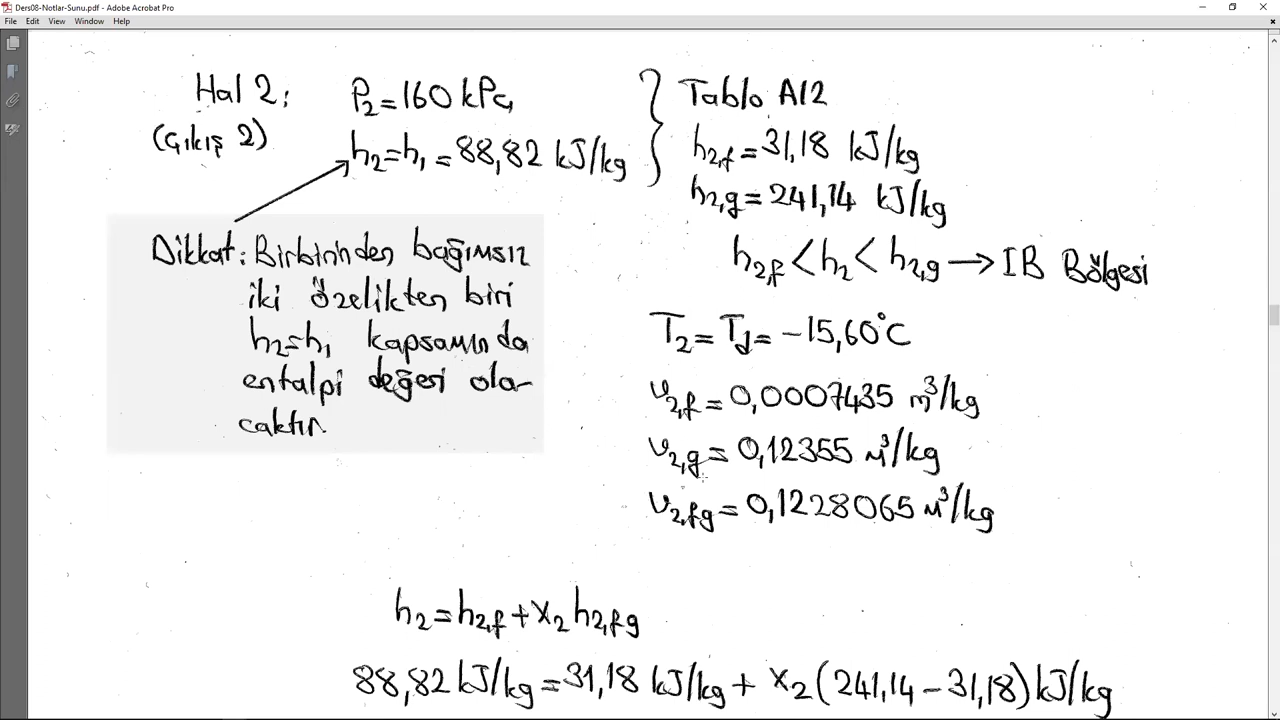 Ders08-Notlar-Sunu.pdf - Adobe Acrobat Pro
File Edit View Window Help
Hal 2:
(Çıkış 2)
P2=160 kPa
h2=h1=88,82 kJ/kg
Tablo A12
h2,f=31,18 kJ/kg
h2,g=241,14 kJ/kg
h2,f<h2<h2,g→IB Bölgesi
Dikkat: Birbirinden bağımsız
iki özelikten biri
h2=h1 kapsamında
entalpi değeri ola-
caktır
T2=Td=-15,60°C
v2,f=0,0007435 m³/kg
v2,g=0,12355 m³/kg
v2,fg=0,1228065 m³/kg
h2=h2,f+x2h2,fg
88,82 kJ/kg=31,18 kJ/kg+ x2(241,14-31,18)kJ/kg